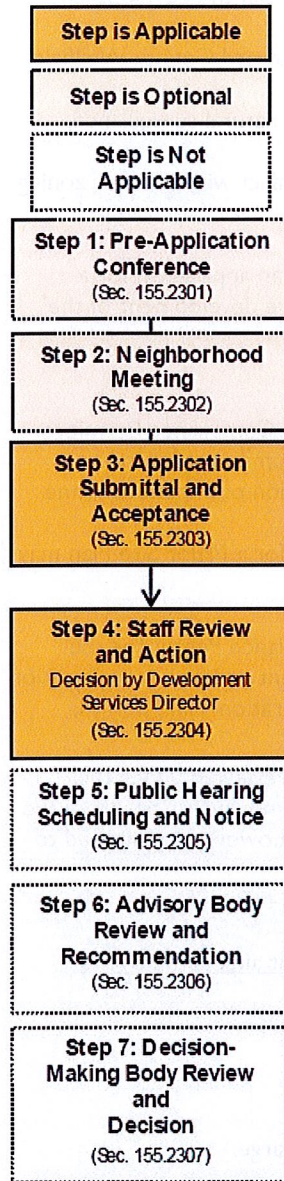 Step is Applicable
Step is Optional
Step is Not
Applicable
Step 1: Pre-Application
Conference
(Sec. 155.2301)
Step 2: Neighborhood
Meeting
(Sec. 155.2302)
Step 3: Application
Submittal and
Acceptance
(Sec. 155.2303)
Step 4: Staff Review
and Action
Decision by Development
Services Director
(Sec. 155.2304)
Step 5: Public Hearing
Scheduling and Notice
(Sec. 155.2305)
Step 6: Advisory Body
Review and
Recommendation
(Sec. 155.2306)
Step 7: Decision-
Making Body Review
and
Decision
(Sec. 155.2307)